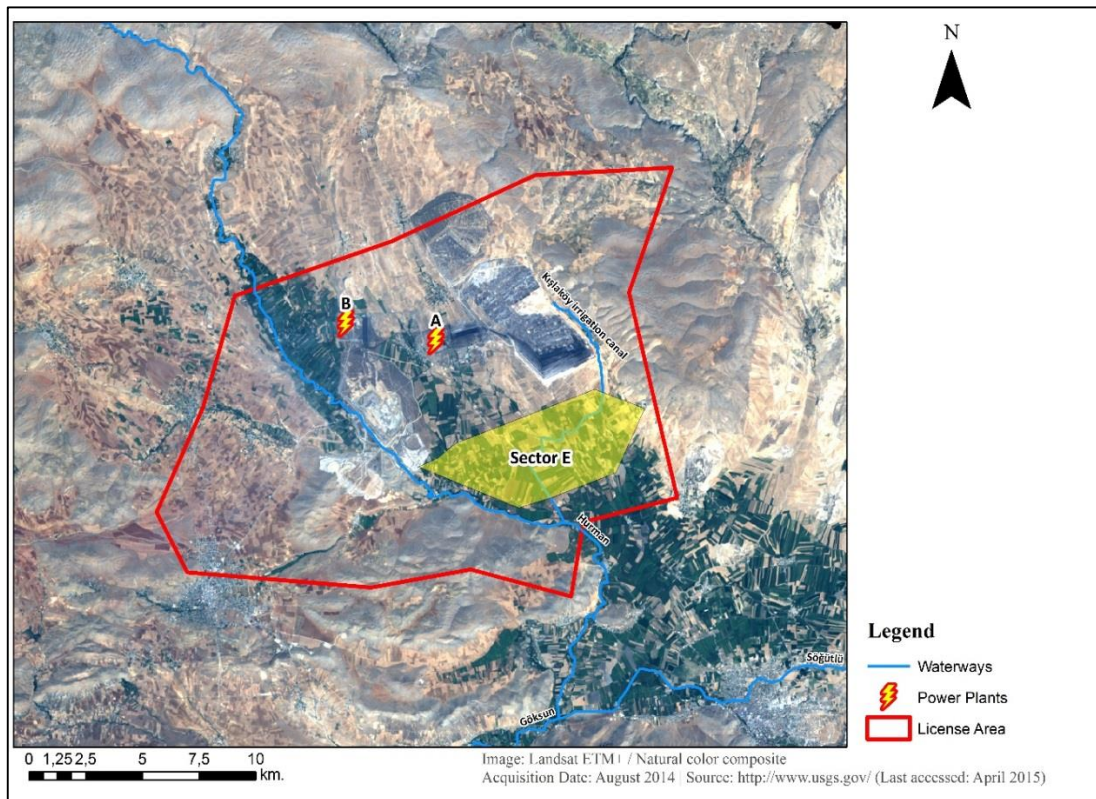 N
B
A
Kışlaköy irrigation canal
Sector E
Hurman
Söğütlü
Göksun
Legend
Waterways
Power Plants
License Area
0 1,25 2,5 5 7,5 10
km.
Image: Landsat ETM+ / Natural color composite
Acquisition Date: August 2014 | Source: http://www.usgs.gov/ (Last accessed: April 2015)